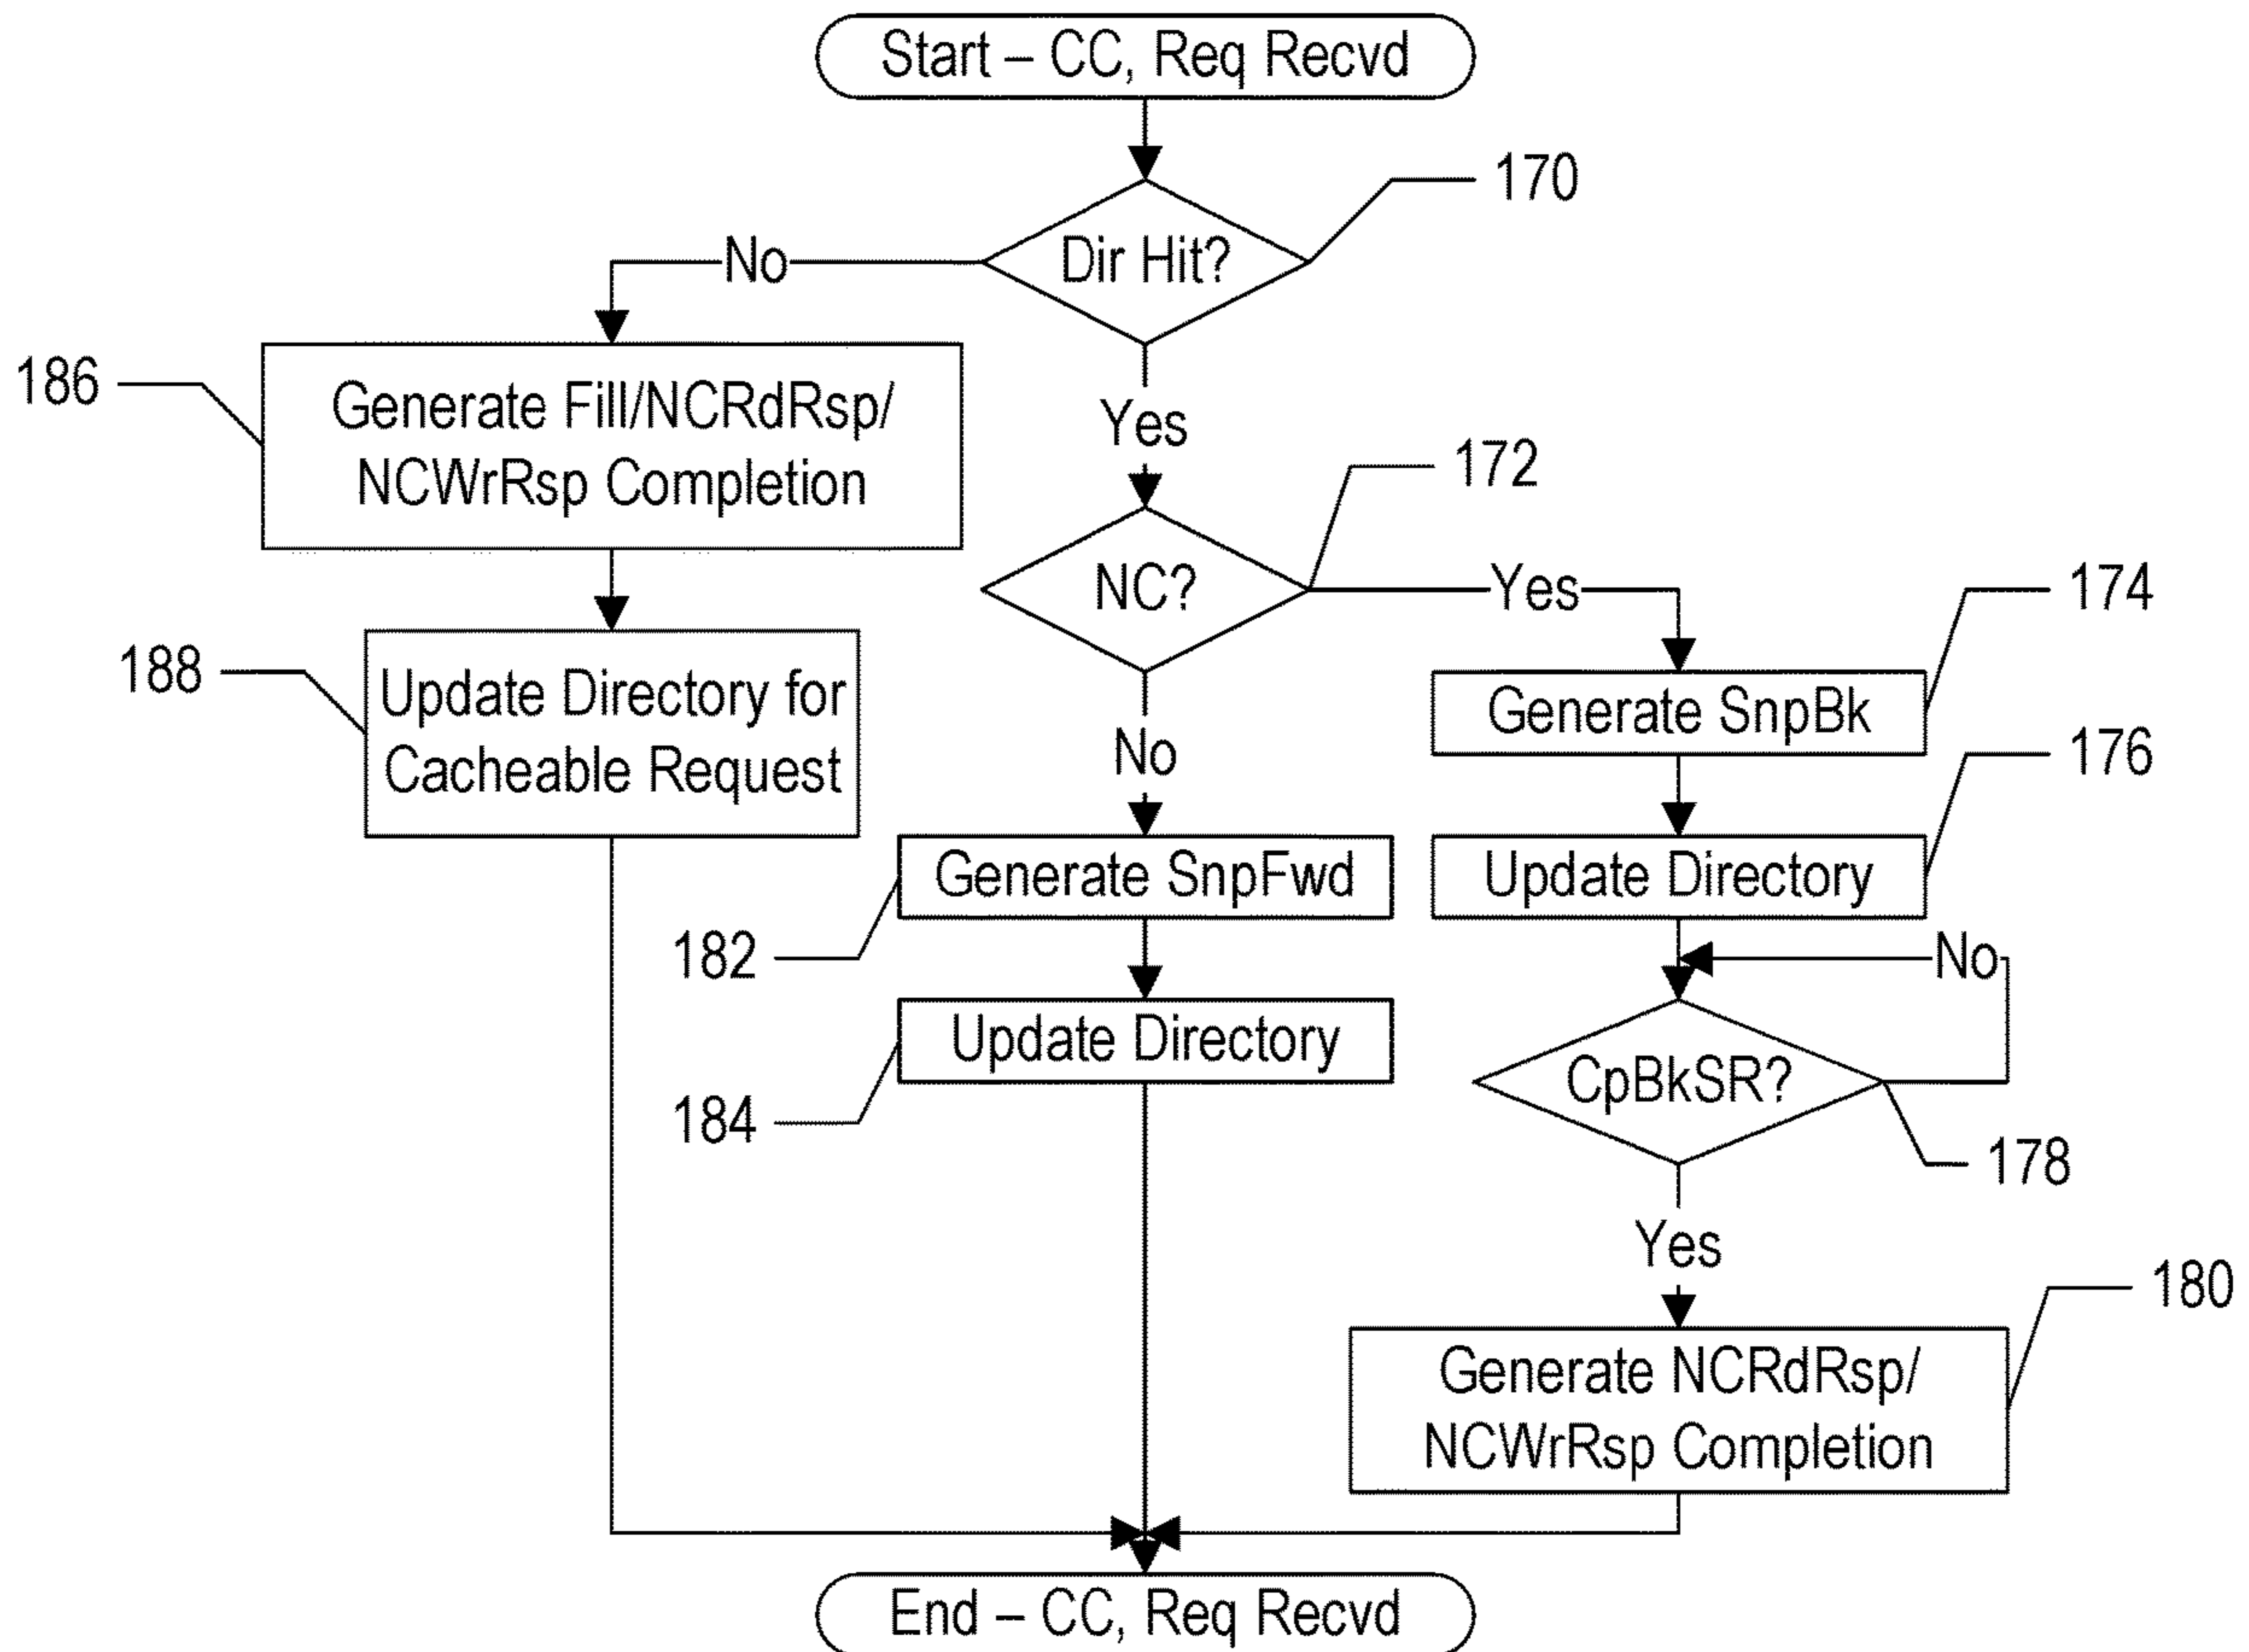 Start – CC, Req Recvd
170
Dir Hit?
No
186
Generate Fill/NCRdRsp/
NCWrRsp Completion
Yes
172
NC?
Yes
174
188
Update Directory for
Cacheable Request
Generate SnpBk
No
176
Generate SnpFwd
Update Directory
182
No
Update Directory
CpBkSR?
184
178
Yes
180
Generate NCRdRsp/
NCWrRsp Completion
End – CC, Req Recvd